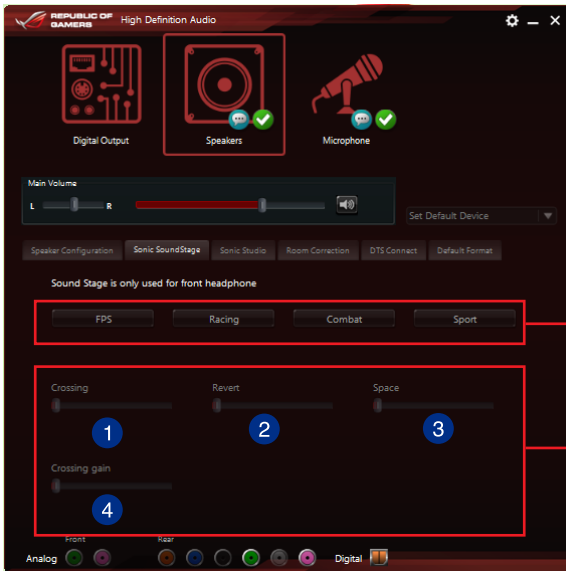 REPUBLIC OF
GAMERS
High Definition Audio
Digital Output
Speakers
Microphone
Main Volume
L R
Set Default Device
Speaker Configuration Sonic SoundStage Sonic Studio Room Correction DTS Connect Default Format
Sound Stage is only used for front headphone
FPS Racing Combat Sport
Crossing Revert Space
1 2 3
Crossing gain
4
Front Rear
Analog Digital